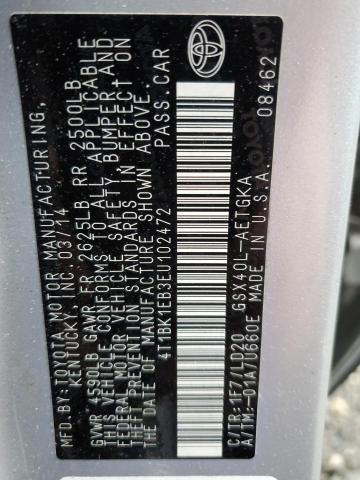 MFD. BY: TOYOTA MOTOR MANUFACTURING,
KENTUCKY, INC. 03/14
GVWR 4590LB GAWR FR 2625LB RR 2500LB
THIS VEHICLE CONFORMS TO ALL APPLICABLE
FEDERAL MOTOR VEHICLE SAFETY, BUMPER, AND
THEFT PREVENTION STANDARDS IN EFFECT ON
THE DATE OF MANUFACTURE SHOWN ABOVE.
4T1BK1EB3EU102472 PASS. CAR
C/TR: 1F7/LD20 GSX40L-AETGKA
A/TM: -01A/U660E MADE IN U.S.A.
08462